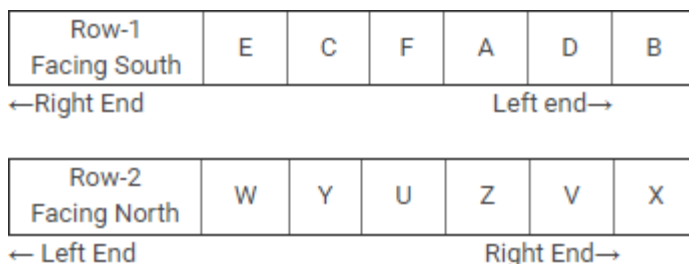 Row-1
Facing South E C F A D B
←Right End Left end→
Row-2
Facing North W Y U Z V X
← Left End Right End→